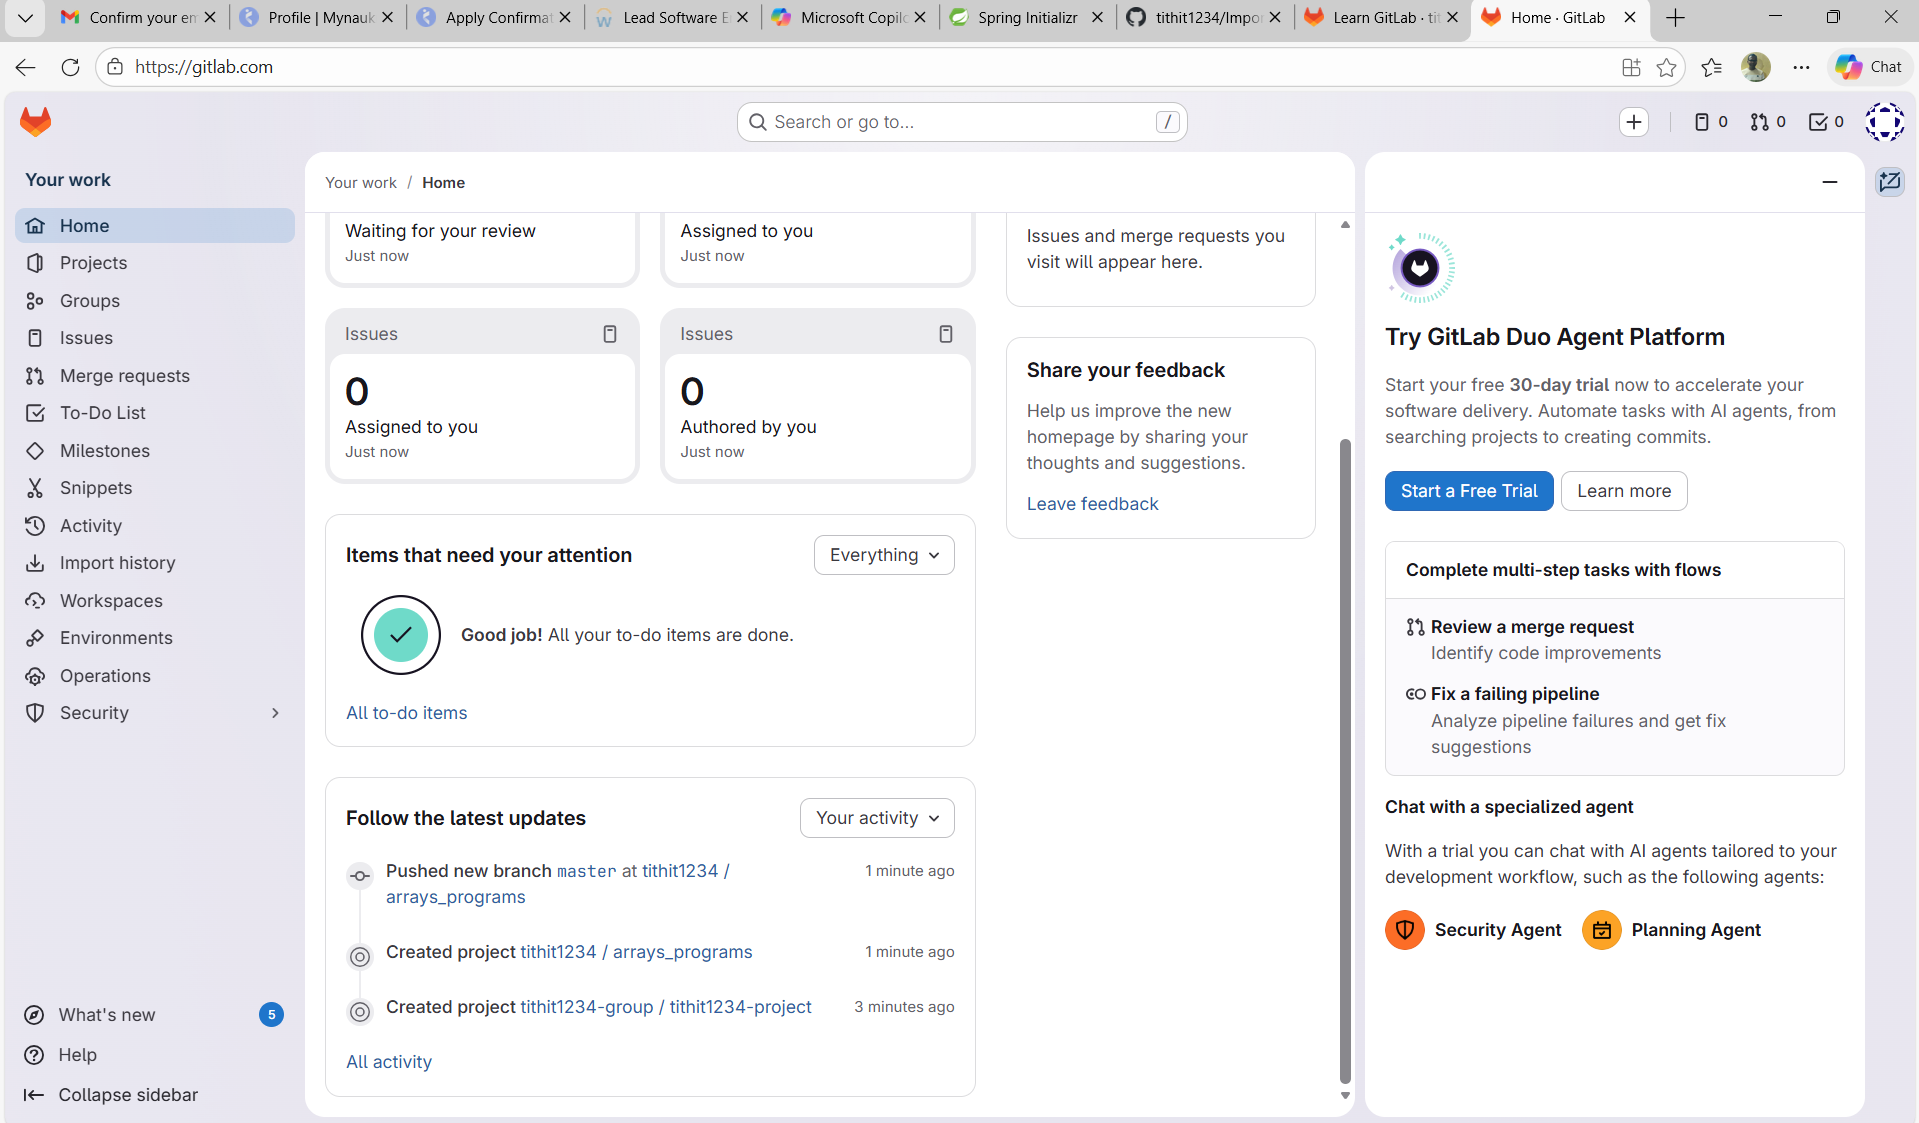 Confirm your en
Profile | Mynauk
Apply Confirmat
Lead Software E
Microsoft Copilo
Spring Initializr
tithit1234/Impor
Learn GitLab · tit
Home · GitLab
https://gitlab.com
Chat
Search or go to...
/
0
0
0
Your work
Home
Projects
Groups
Issues
Merge requests
To-Do List
Milestones
Snippets
Activity
Import history
Workspaces
Environments
Operations
Security
What's new
5
Help
Collapse sidebar
Your work / Home
Waiting for your review
Just now
Assigned to you
Just now
Issues
0
Assigned to you
Just now
Issues
0
Authored by you
Just now
Items that need your attention
Everything
Good job! All your to-do items are done.
All to-do items
Follow the latest updates
Your activity
Pushed new branch master at tithit1234 /
arrays_programs
1 minute ago
Created project tithit1234 / arrays_programs
1 minute ago
Created project tithit1234-group / tithit1234-project
3 minutes ago
All activity
Issues and merge requests you
visit will appear here.
Share your feedback
Help us improve the new
homepage by sharing your
thoughts and suggestions.
Leave feedback
Try GitLab Duo Agent Platform
Start your free 30-day trial now to accelerate your
software delivery. Automate tasks with AI agents, from
searching projects to creating commits.
Start a Free Trial
Learn more
Complete multi-step tasks with flows
Review a merge request
Identify code improvements
Fix a failing pipeline
Analyze pipeline failures and get fix
suggestions
Chat with a specialized agent
With a trial you can chat with AI agents tailored to your
development workflow, such as the following agents:
Security Agent
Planning Agent